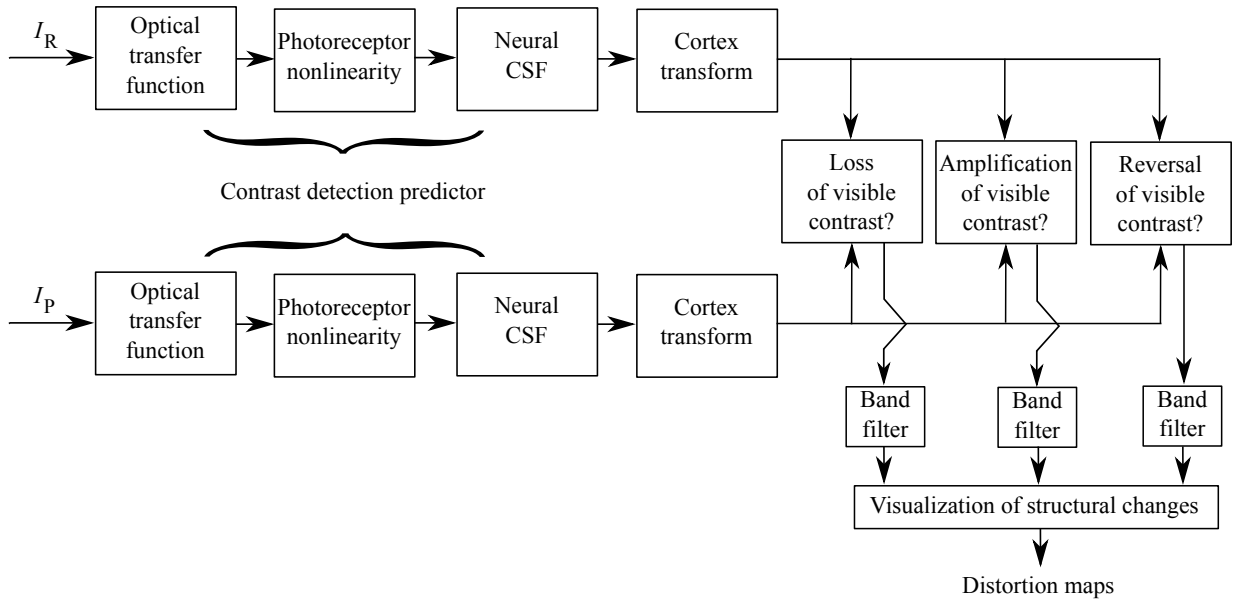 I_R
Optical
transfer
function
Photoreceptor
nonlinearity
Neural
CSF
Cortex
transform
Contrast detection predictor
Loss
of visible
contrast?
Amplification
of visible
contrast?
Reversal
of visible
contrast?
I_P
Optical
transfer
function
Photoreceptor
nonlinearity
Neural
CSF
Cortex
transform
Band
filter
Band
filter
Band
filter
Visualization of structural changes
Distortion maps